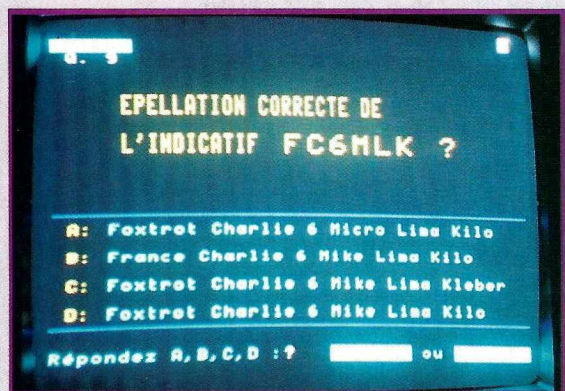 Q. 9
EPELLATION CORRECTE DE
L'INDICATIF FC6MLK ?
A: Foxtrot Charlie 6 Micro Lima Kilo
B: France Charlie 6 Mike Lima Kilo
C: Foxtrot Charlie 6 Mike Lima Kleber
D: Foxtrot Charlie 6 Mike Lima Kilo
Répondez A,B,C,D :? ou